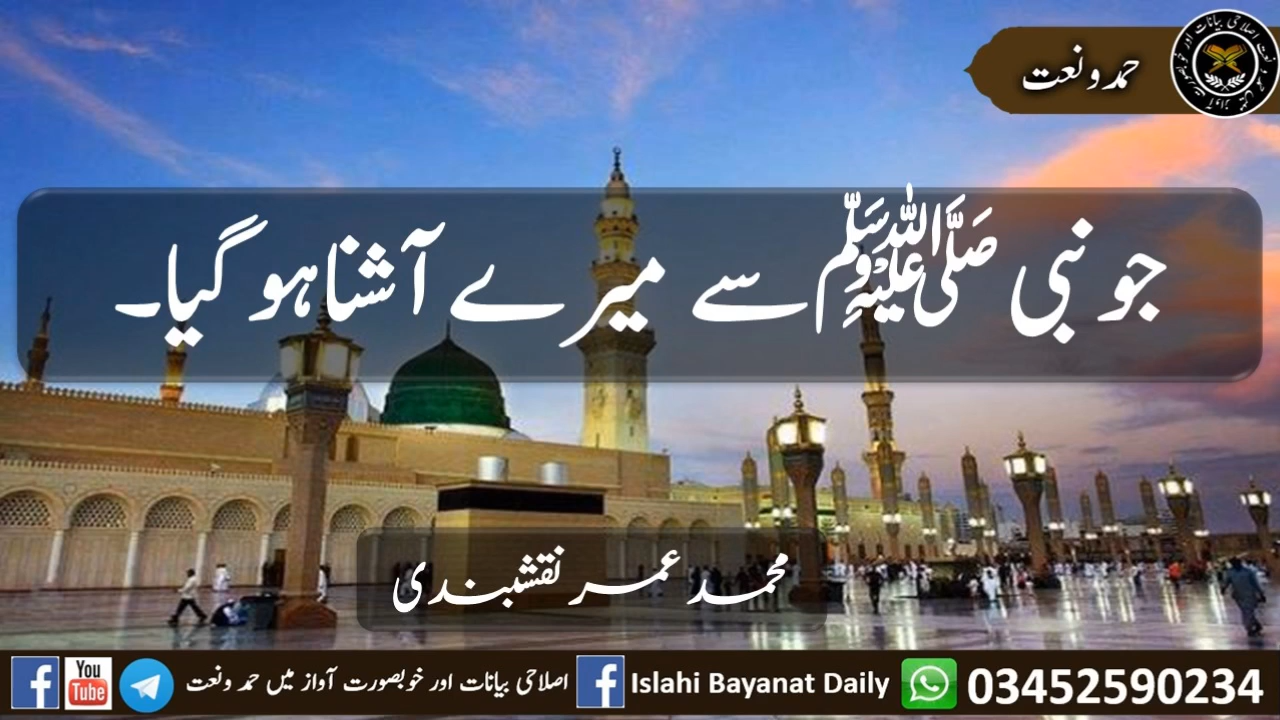 حمد و نعت
جو نبی ﷺ سے میرے آشنا ہو گیا۔
محمد عمر نقشبندی
You Tube اصلاحی بیانات اور خوبصورت آواز میں حمد ونعت Islahi Bayanat Daily 03452590234